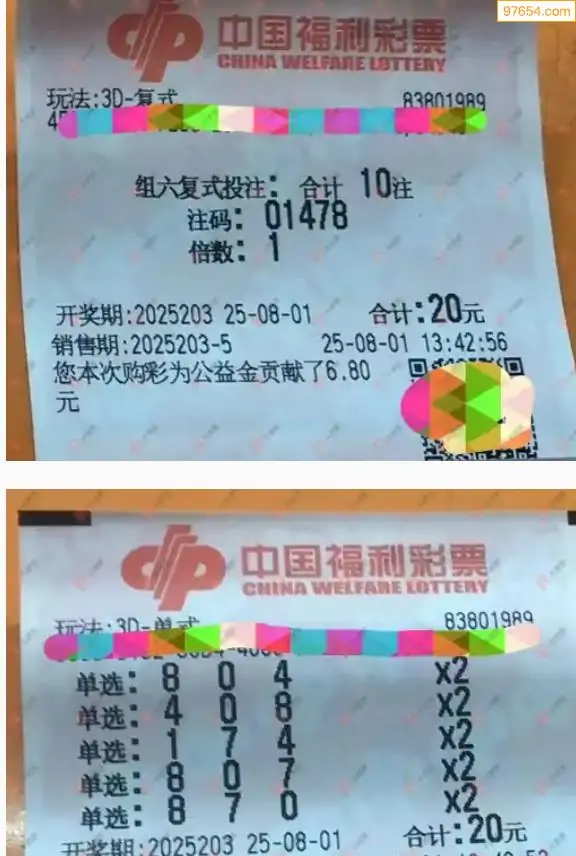 97654.com
中国福利彩票
CHINA WELFARE LOTTERY
玩法:3D-复式 83801989
组六复式投注: 合计 10注
注码: 01478
倍数: 1
开奖期:2025203 25-08-01 合计:20元
销售期:2025203-5 25-08-01 13:42:56
您本次购彩为公益金贡献了6.80
元
中国福利彩票
CHINA WELFARE LOTTERY
玩法:3D-单式 83801989
单选: 8 0 4 x2
单选: 4 0 8 x2
单选: 1 7 4 x2
单选: 8 0 7 x2
单选: 8 7 0 x2
开奖期:2025203 25-08-01 合计:20元